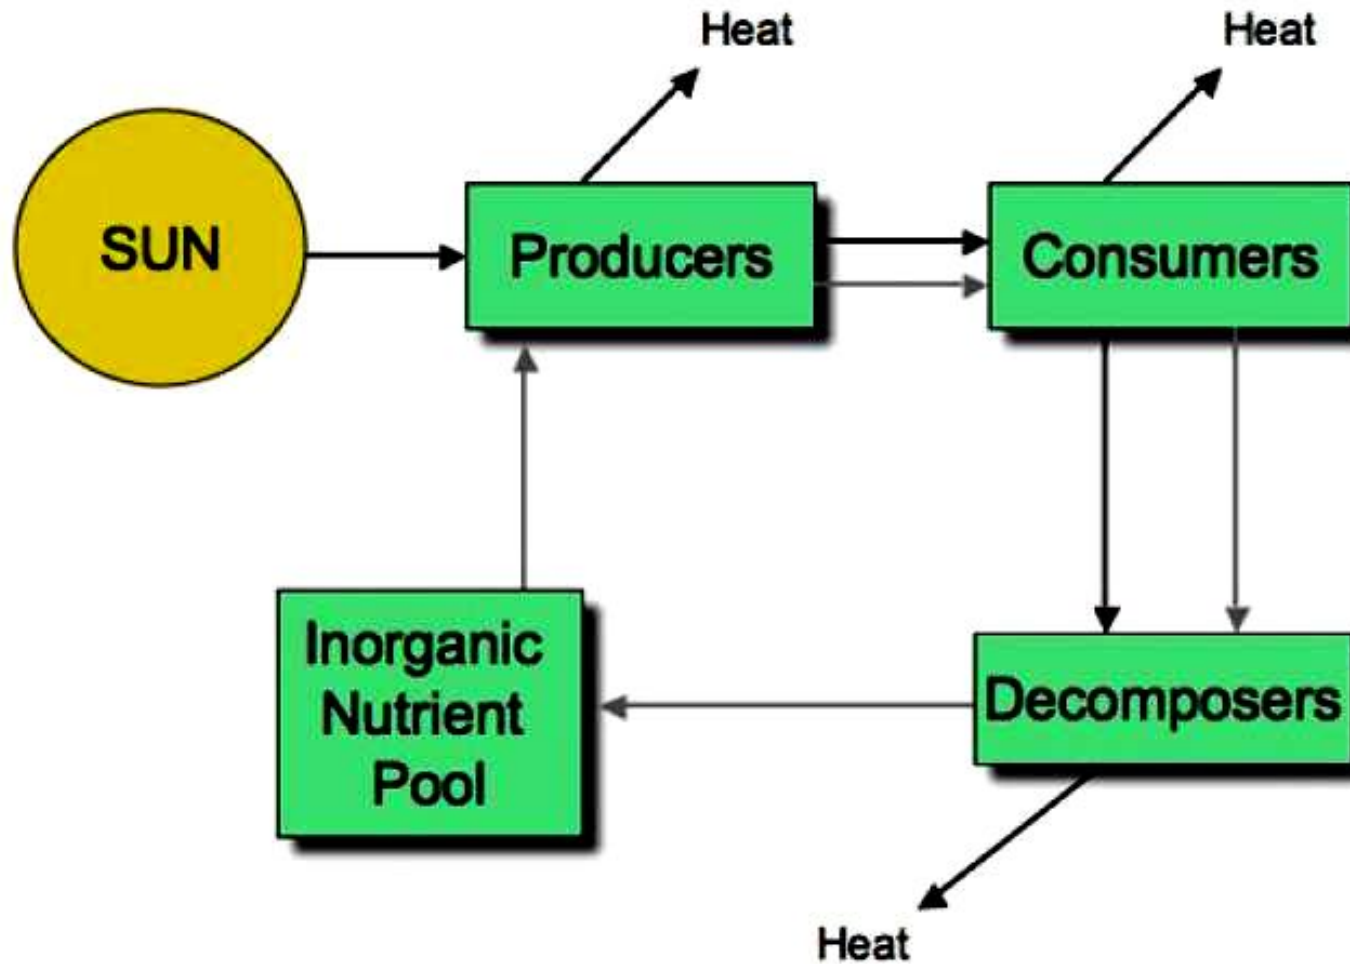 Heat
Heat
SUN
Producers
Consumers
Inorganic
Nutrient
Pool
Decomposers
Heat